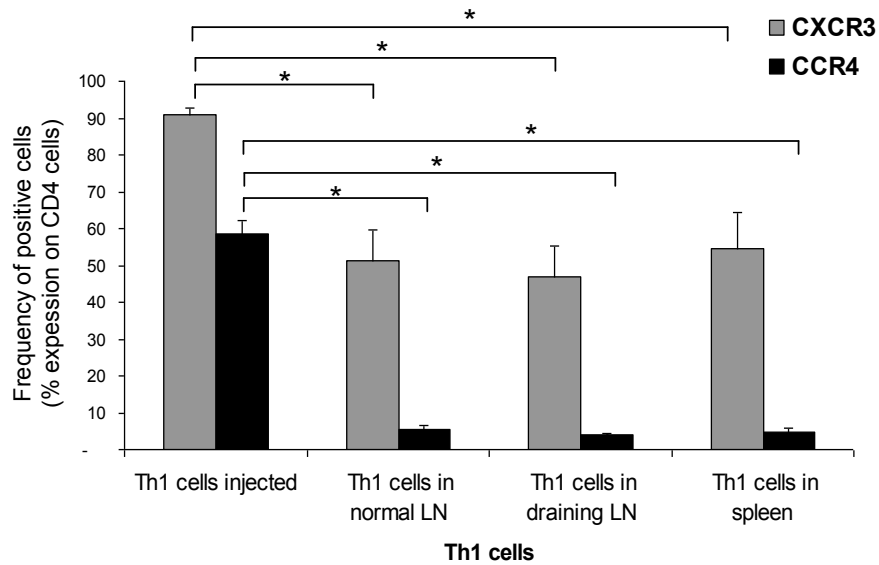 *
CXCR3
CCR4
*
*
*
*
*
Frequency of positive cells
(% expession on CD4 cells)
100
90
80
70
60
50
40
30
20
10
-
Th1 cells injected
Th1 cells in
normal LN
Th1 cells in
draining LN
Th1 cells in
spleen
Th1 cells